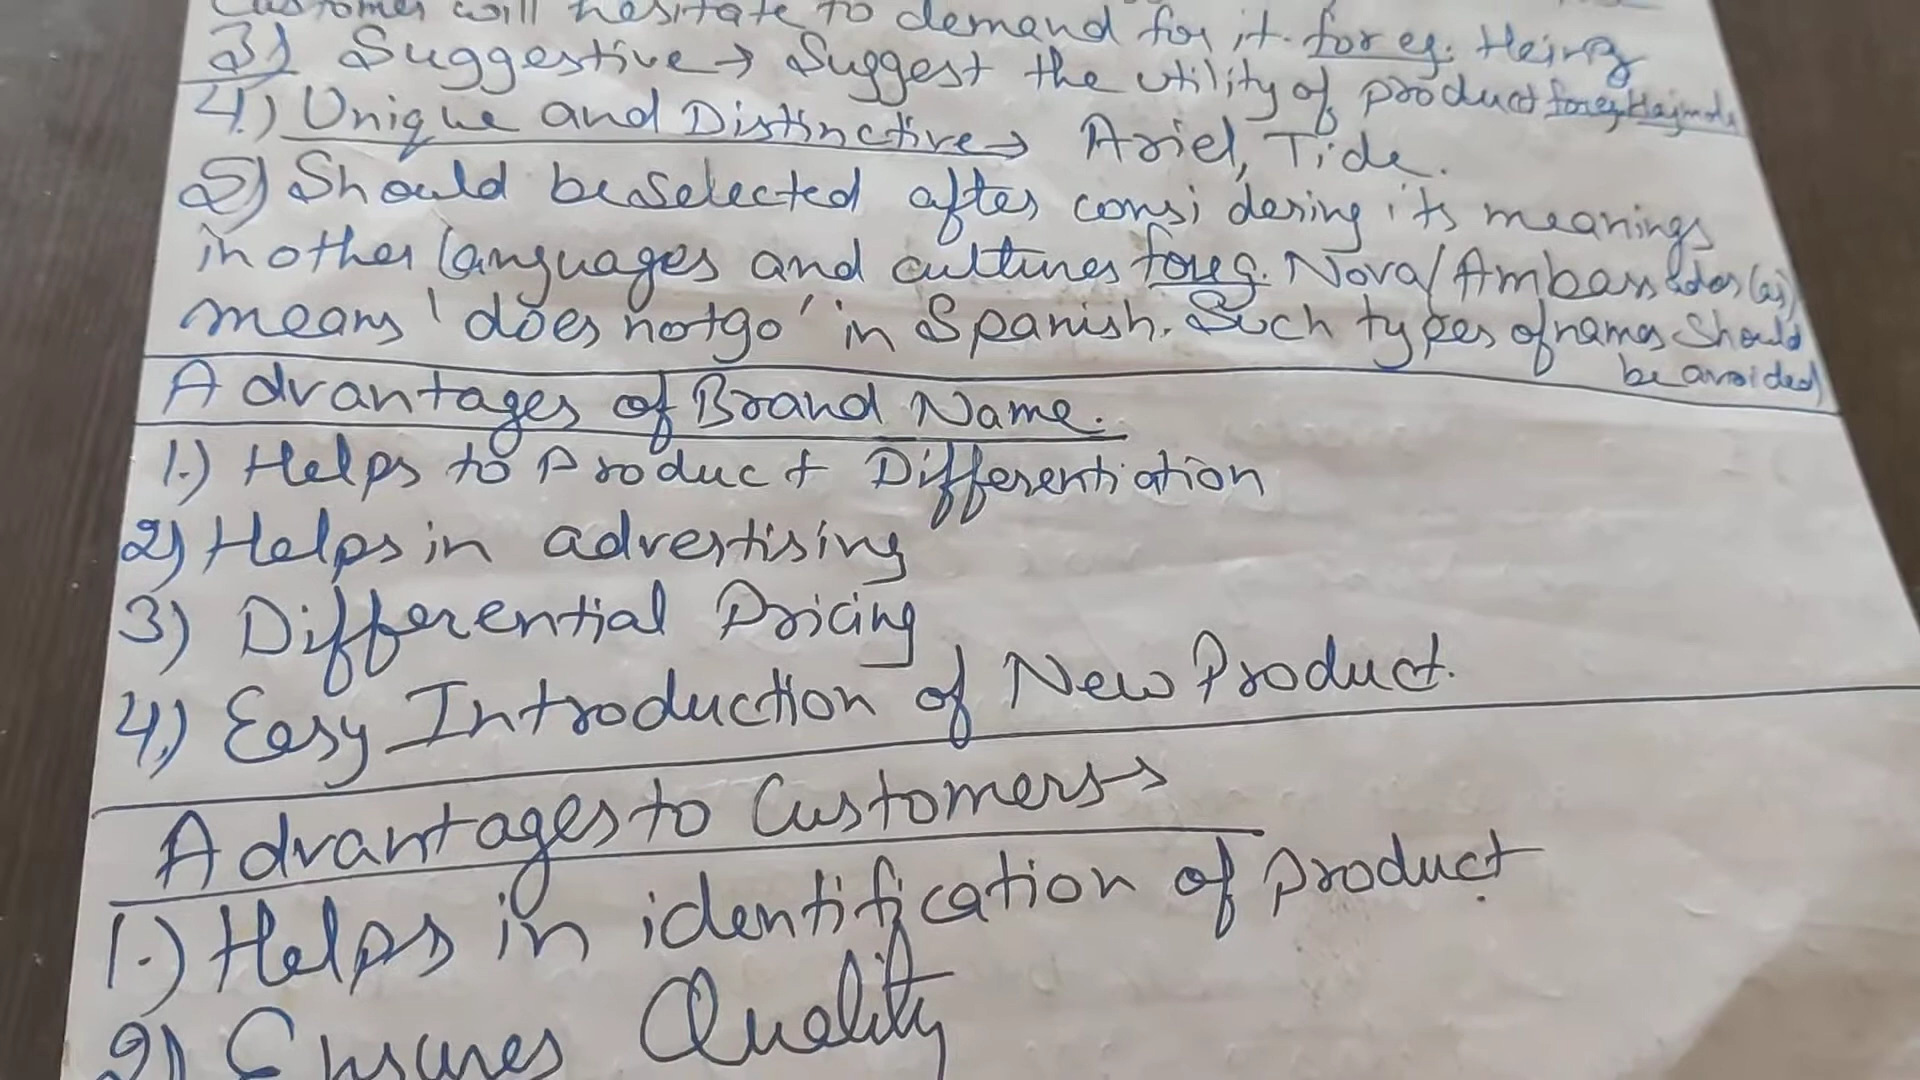 Customer will hesitate to demand for it. for eg. Heinz
3) Suggestive → Suggest the utility of product for eg Hajmola
4.) Unique and Distinctive → Ariel, Tide.
5) Should be Selected after considering its meanings
in other languages and cultures for eg. Nova/Ambassador (as)
means 'does not go' in Spanish. Such types of names Should
be avoided
Advantages of Brand Name.
1.) Helps to Product Differentiation
2) Helps in advertising
3) Differential Pricing
4.) Easy Introduction of New Product.
Advantages to Customers →
1.) Helps in identification of product
2) Ensures Quality